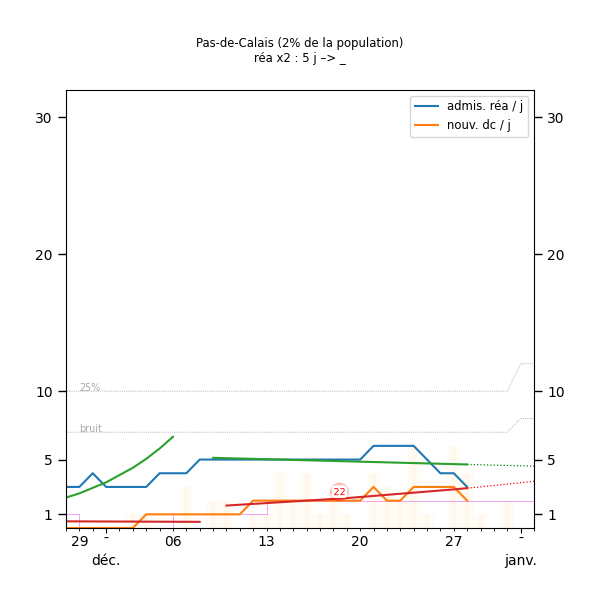 Pas-de-Calais (2% de la population)
réa x2 : 5 j –> _
admis. réa / j
nouv. dc / j
30
30
20
20
25%
10
10
bruit
5
5
22
1
1
29 - 06 13 20 27 -
déc. janv.